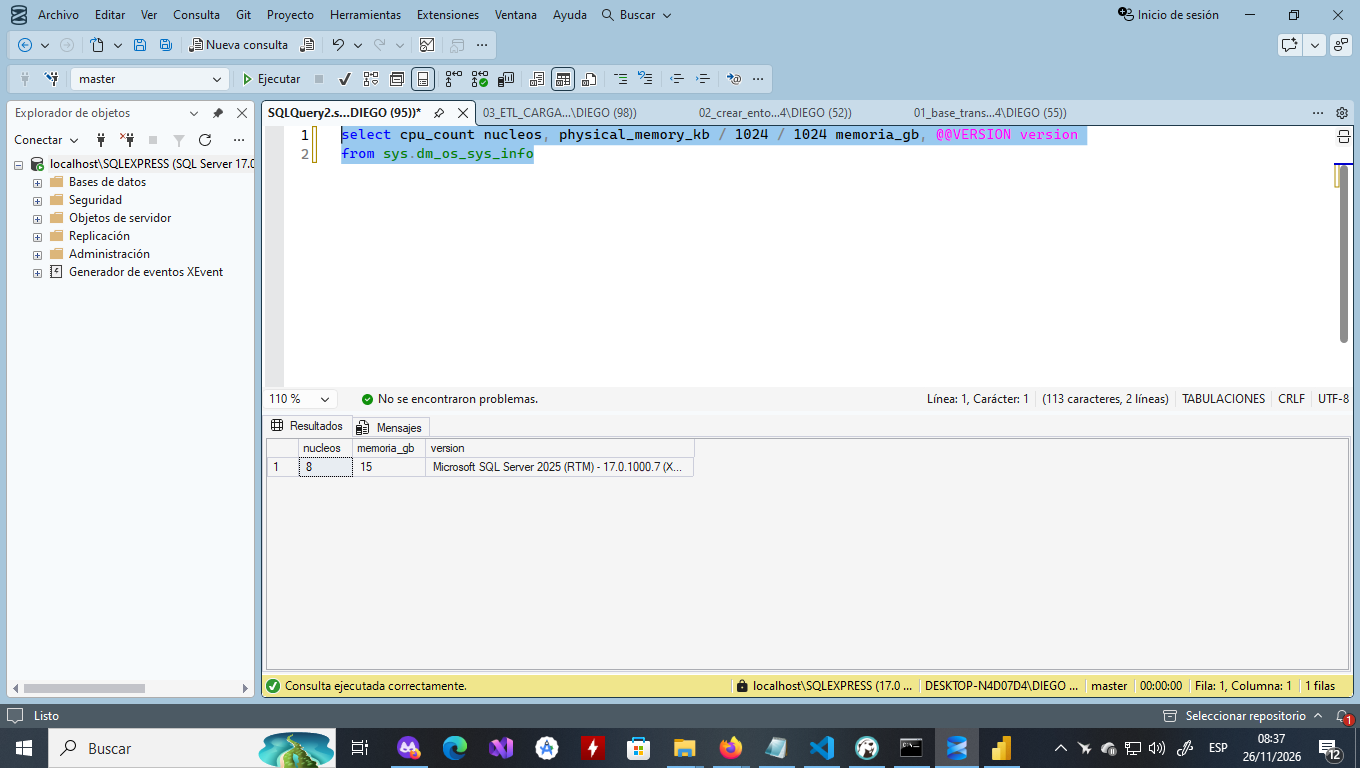 Archivo Editar Ver Consulta Git Proyecto Herramientas Extensiones Ventana Ayuda Buscar Inicio de sesión
Nueva consulta
master Ejecutar
Explorador de objetos
Conectar
localhost\SQLEXPRESS (SQL Server 17.0
Bases de datos
Seguridad
Objetos de servidor
Replicación
Administración
Generador de eventos XEvent
SQLQuery2.s...DIEGO (95))* 03_ETL_CARGA...\DIEGO (98)) 02_crear_ento...4\DIEGO (52)) 01_base_trans....4\DIEGO (55))
1 select cpu_count nucleos, physical_memory_kb / 1024 / 1024 memoria_gb, @@VERSION version
2 from sys.dm_os_sys_info
110 % No se encontraron problemas. Línea: 1, Carácter: 1 (113 caracteres, 2 líneas) TABULACIONES CRLF UTF-8
Resultados Mensajes
nucleos memoria_gb version
1 8 15 Microsoft SQL Server 2025 (RTM) - 17.0.1000.7 (X...
Consulta ejecutada correctamente. localhost\SQLEXPRESS (17.0 ... DESKTOP-N4D07D4\DIEGO ... master 00:00:00 Fila: 1, Columna: 1 1 filas
Listo Seleccionar repositorio 1
Buscar ESP 08:37
26/11/2026 12